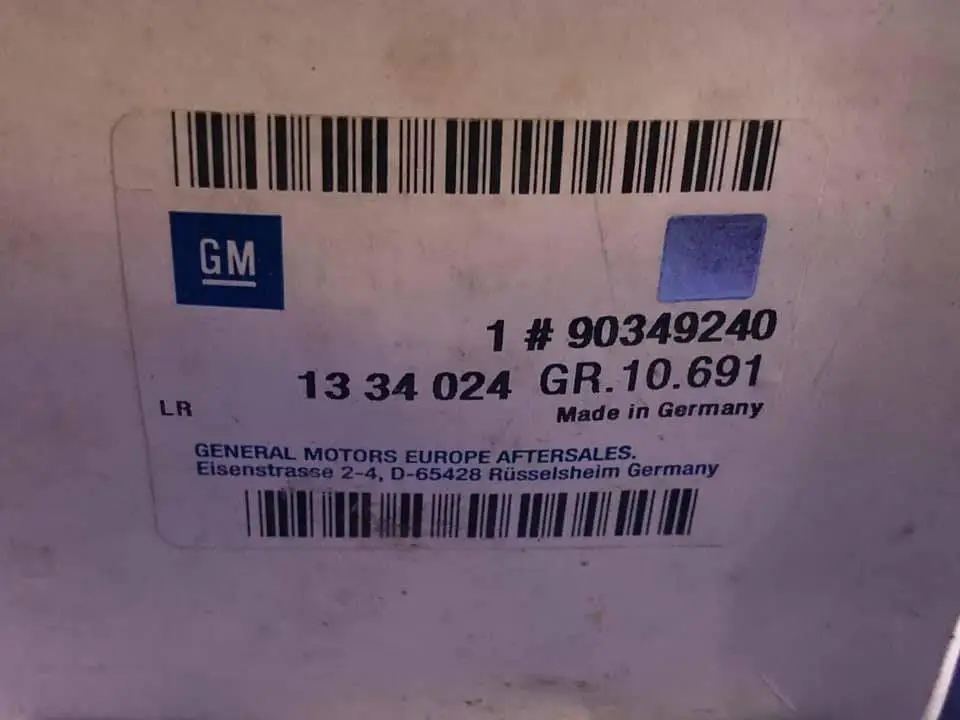 GM
1 # 90349240
13 34 024 GR.10.691
LR
Made in Germany
GENERAL MOTORS EUROPE AFTERSALES.
Eisenstrasse 2-4, D-65428 Rüsselsheim Germany